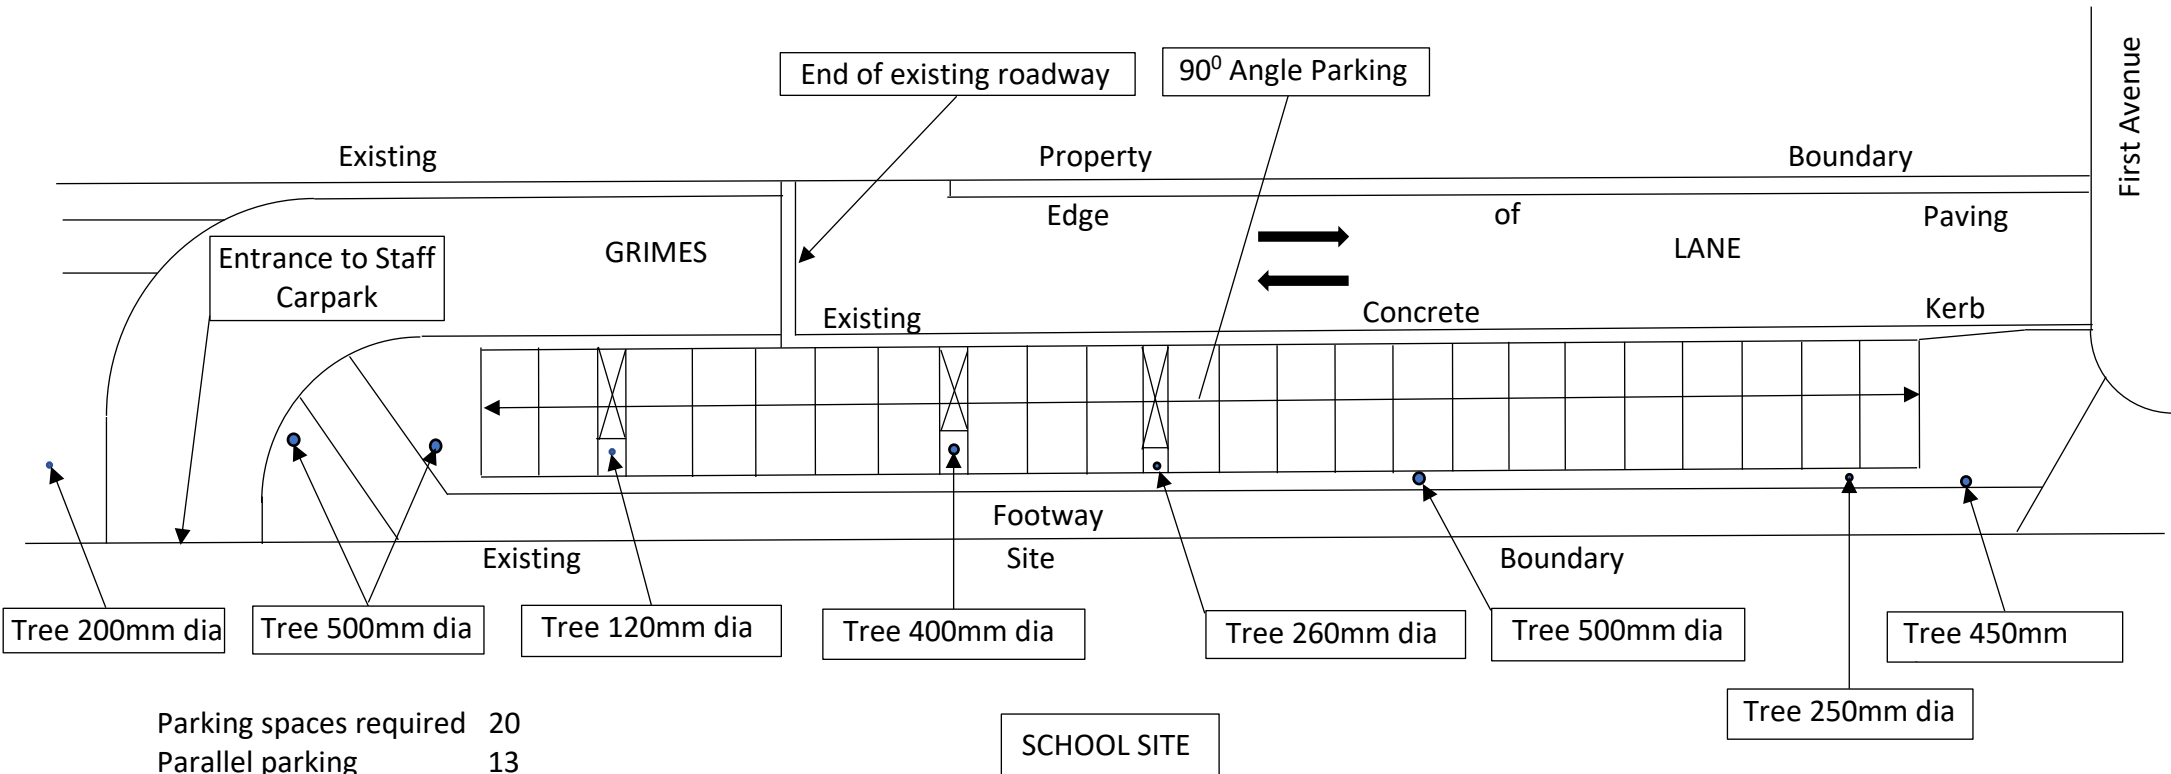 End of existing roadway
90⁰ Angle Parking
First Avenue
Existing Property Boundary
Edge of Paving
GRIMES LANE
Entrance to Staff
Carpark
Existing Concrete Kerb
Footway
Existing Site Boundary
Tree 200mm dia
Tree 500mm dia
Tree 120mm dia
Tree 400mm dia
Tree 260mm dia
Tree 500mm dia
Tree 450mm
Tree 250mm dia
Parking spaces required 20
Parallel parking 13
SCHOOL SITE